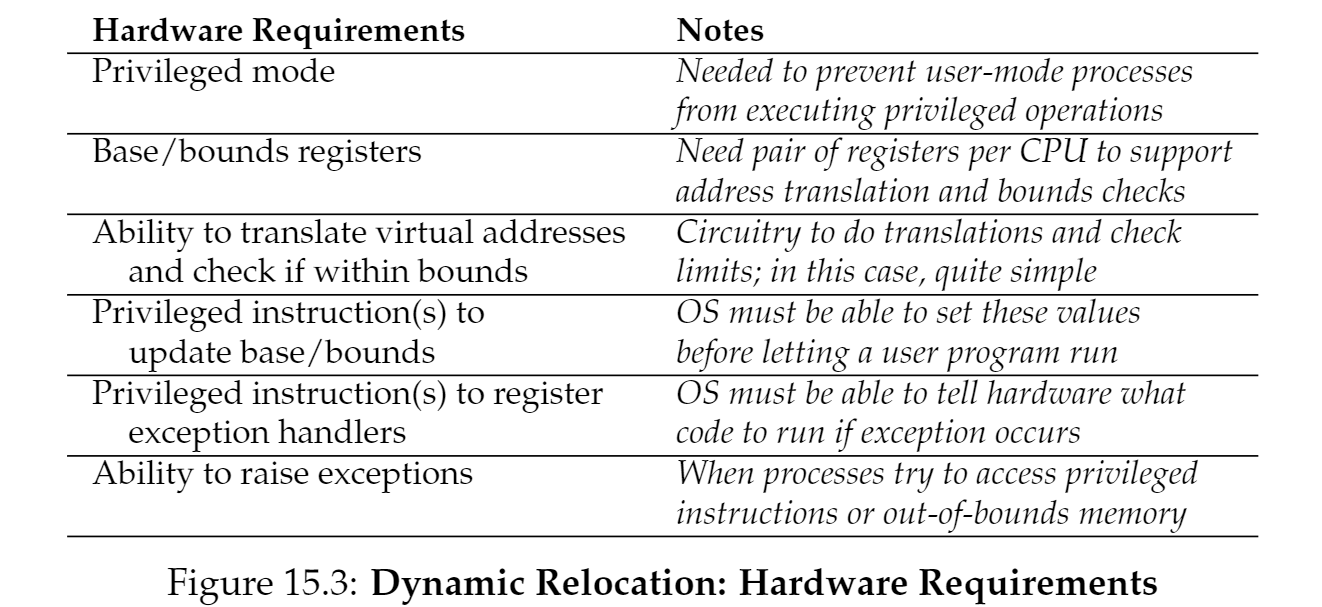 Hardware Requirements Notes
Privileged mode Needed to prevent user-mode processes
from executing privileged operations
Base/bounds registers Need pair of registers per CPU to support
address translation and bounds checks
Ability to translate virtual addresses Circuitry to do translations and check
and check if within bounds limits; in this case, quite simple
Privileged instruction(s) to OS must be able to set these values
update base/bounds before letting a user program run
Privileged instruction(s) to register OS must be able to tell hardware what
exception handlers code to run if exception occurs
Ability to raise exceptions When processes try to access privileged
instructions or out-of-bounds memory
Figure 15.3: Dynamic Relocation: Hardware Requirements